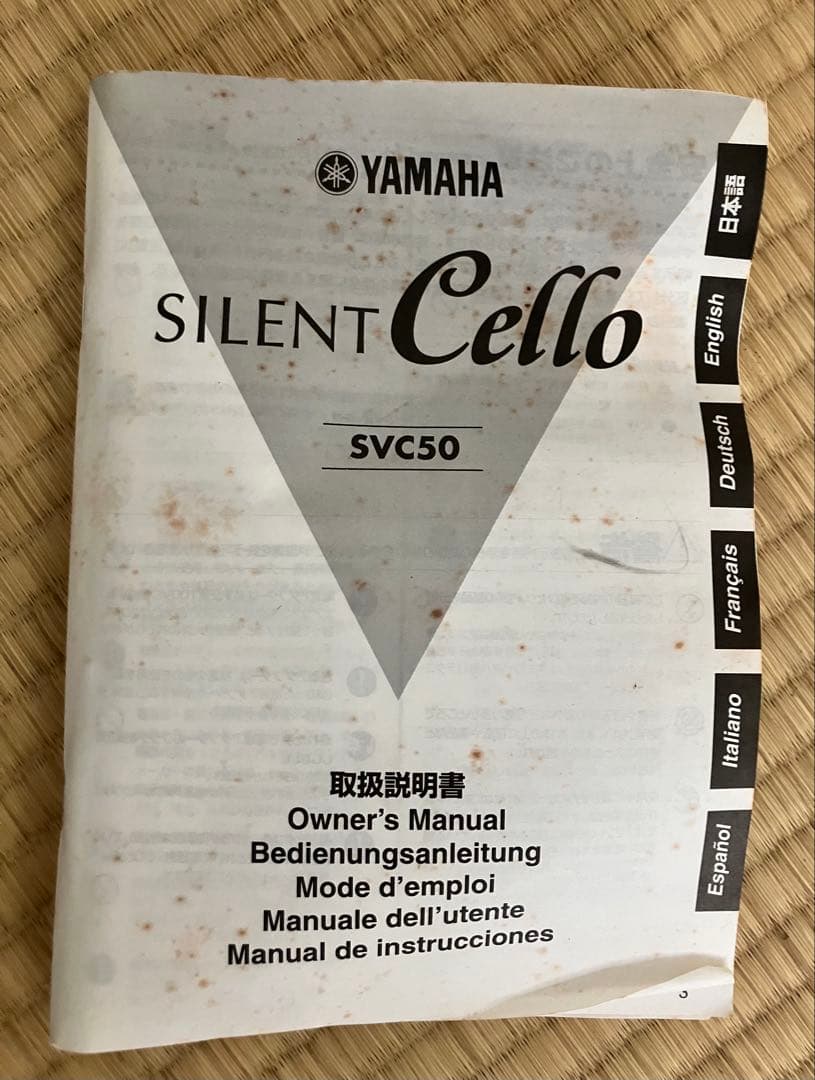 YAMAHA
SILENT Cello
SVC50
取扱説明書
Owner's Manual
Bedienungsanleitung
Mode d'emploi
Manuale dell'utente
Manual de instrucciones
日本語
English
Deutsch
Français
Italiano
Español